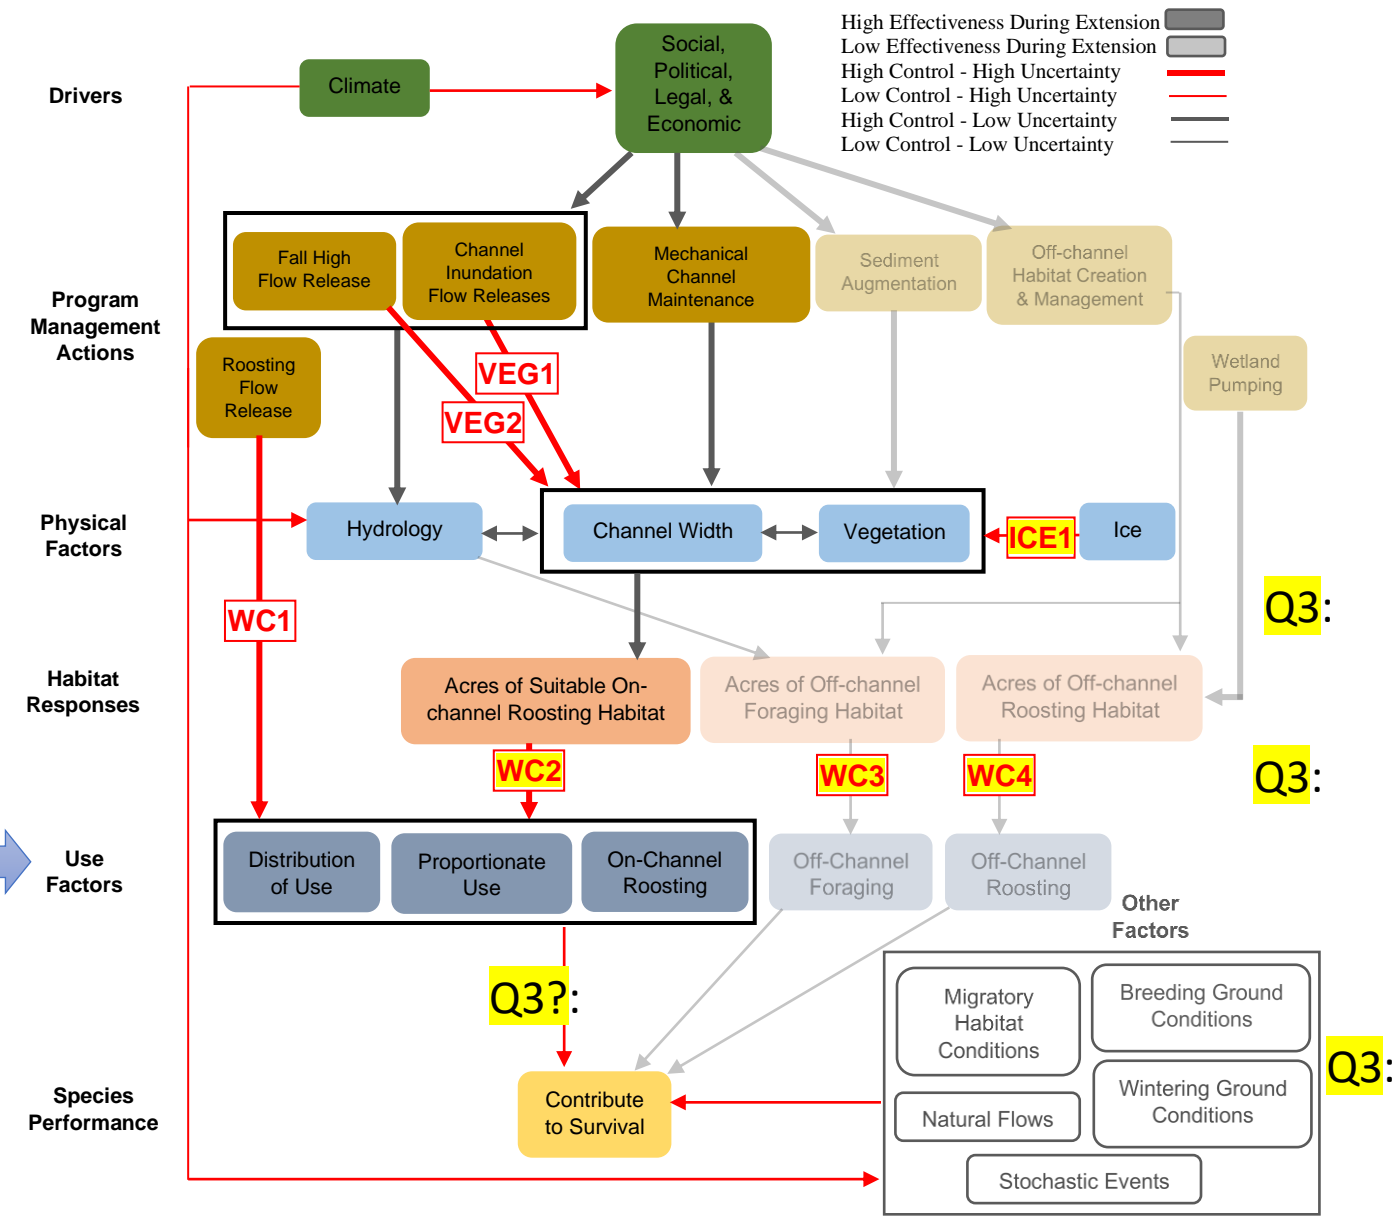 High Effectiveness During Extension
Low Effectiveness During Extension
High Control - High Uncertainty
Low Control - High Uncertainty
High Control - Low Uncertainty
Low Control - Low Uncertainty
Drivers
Climate
Social,
Political,
Legal, &
Economic
Program
Management
Actions
Fall High
Flow Release
Channel
Inundation
Flow Releases
Mechanical
Channel
Maintenance
Sediment
Augmentation
Off-channel
Habitat Creation
& Management
Roosting
Flow
Release
Wetland
Pumping
VEG1
VEG2
Physical
Factors
Hydrology
Channel Width
Vegetation
ICE1
Ice
WC1
Q3:
Habitat
Responses
Acres of Suitable On-
channel Roosting Habitat
Acres of Off-channel
Foraging Habitat
Acres of Off-channel
Roosting Habitat
WC2
WC3
WC4
Q3:
Use
Factors
Distribution
of Use
Proportionate
Use
On-Channel
Roosting
Off-Channel
Foraging
Off-Channel
Roosting
Other
Factors
Q3?:
Migratory
Habitat
Conditions
Breeding Ground
Conditions
Q3:
Species
Performance
Contribute
to Survival
Natural Flows
Wintering Ground
Conditions
Stochastic Events